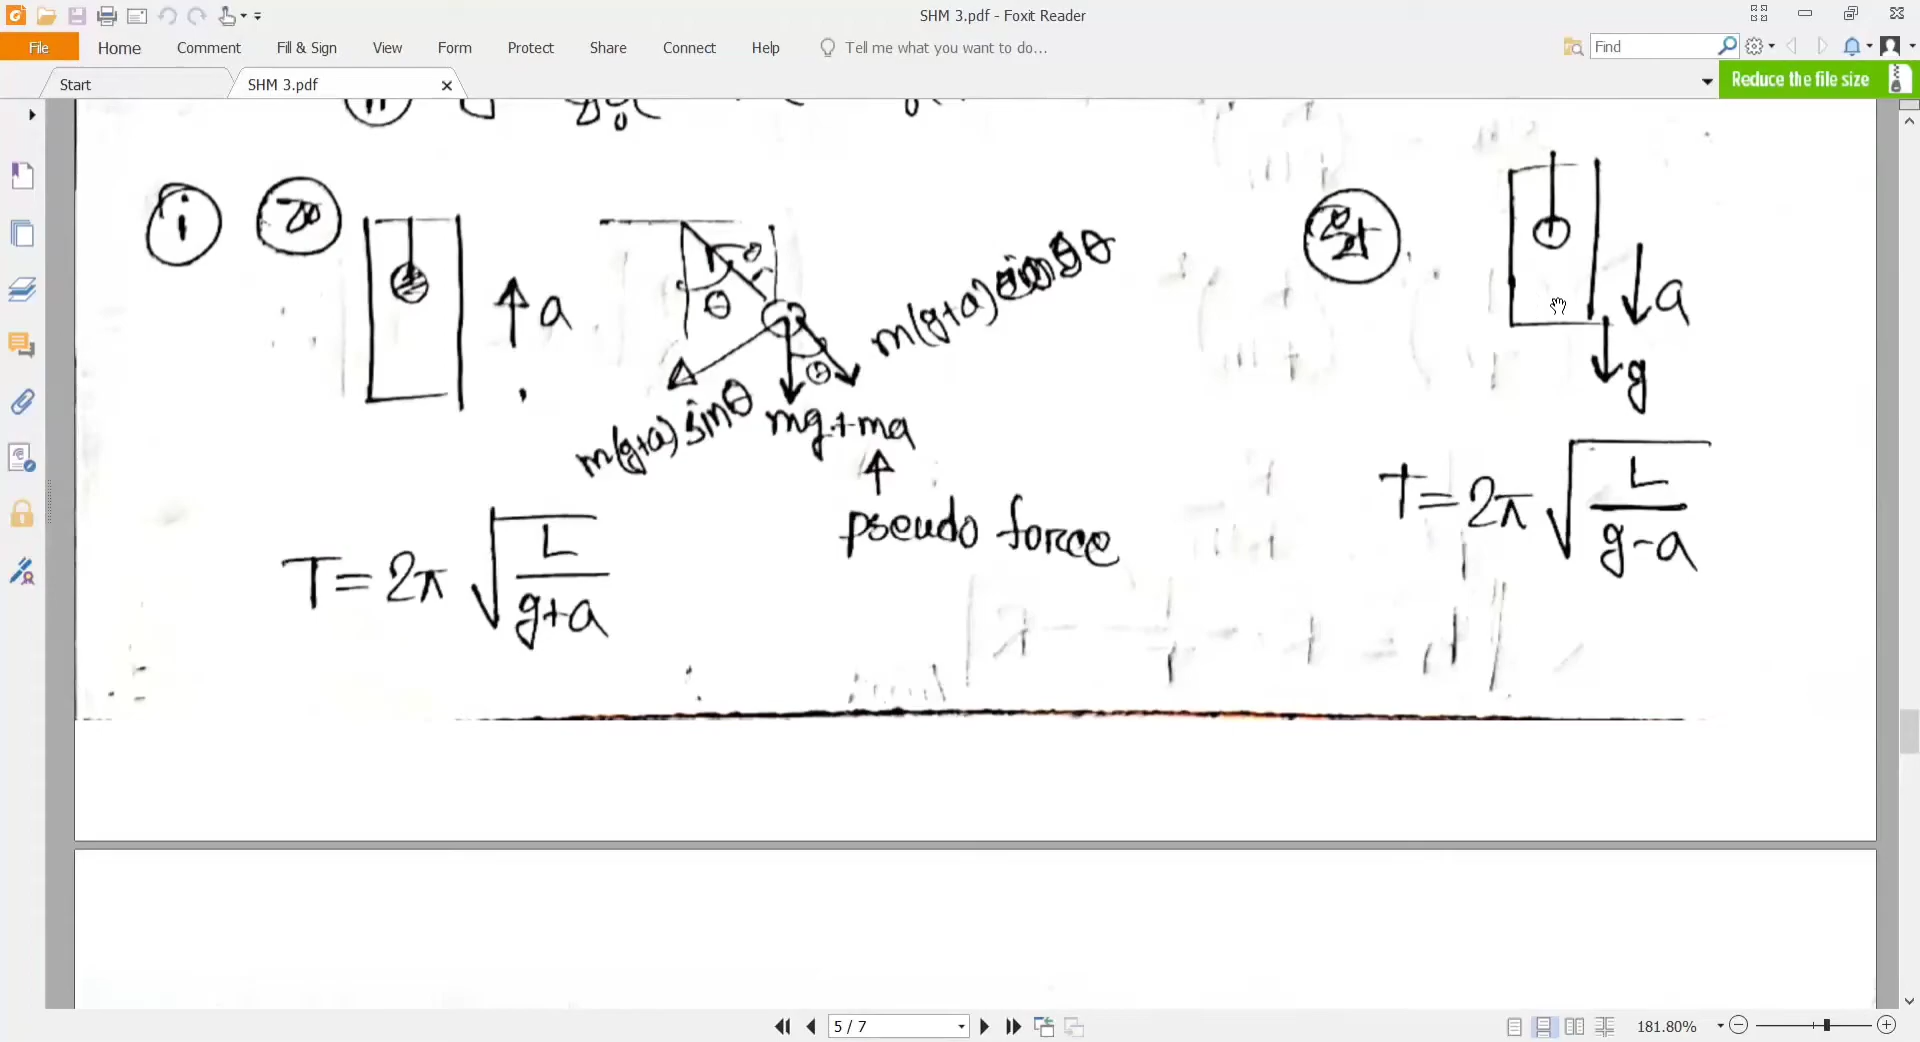 SHM 3.pdf - Foxit Reader
File Home Comment Fill & Sign View Form Protect Share Connect Help Tell me what you want to do... Find
Start SHM 3.pdf Reduce the file size
i
a
θ
θ
θ
m(g+a)
θ
m(g+a) sinθ
mg+ma
pseudo force
T = 2π √ L / g+a
a
g
T = 2π √ L / g-a
5 / 7 181.80%